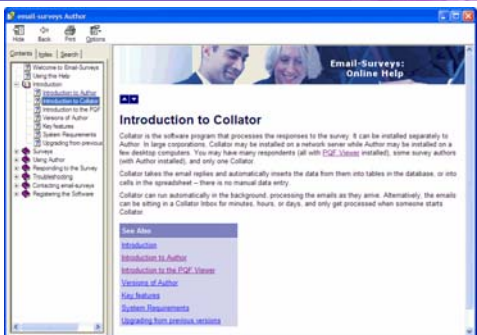 email-surveys Author
Hide Back Print Options
Contents Index Search
Welcome to Email-Surveys
Using this Help
Introduction
Introduction to Author
Introduction to Collator
Introduction to the PQF
Versions of Author
Key features
System Requirements
Upgrading from previous
Surveys
Using Author
Responding to the Survey
Troubleshooting
Contacting email-surveys
Registering the Software
Email-Surveys:
Online Help
Introduction to Collator
Collator is the software program that processes the responses to the survey. It can be installed separately to
Author. In large corporations, Collator may be installed on a network server while Author may be installed on a
few desktop computers. You may have many respondents (all with PQF Viewer installed), some survey authors
(with Author installed), and only one Collator.
Collator takes the email replies and automatically inserts the data from them into tables in the database, or into
cells in the spreadsheet – there is no manual data entry.
Collator can run automatically in the background, processing the emails as they arrive. Alternatively, the emails
can be sitting in a Collator Inbox for minutes, hours, or days, and only get processed when someone starts
Collator.
See Also
Introduction
Introduction to Author
Introduction to the PQF Viewer
Versions of Author
Key features
System Requirements
Upgrading from previous versions